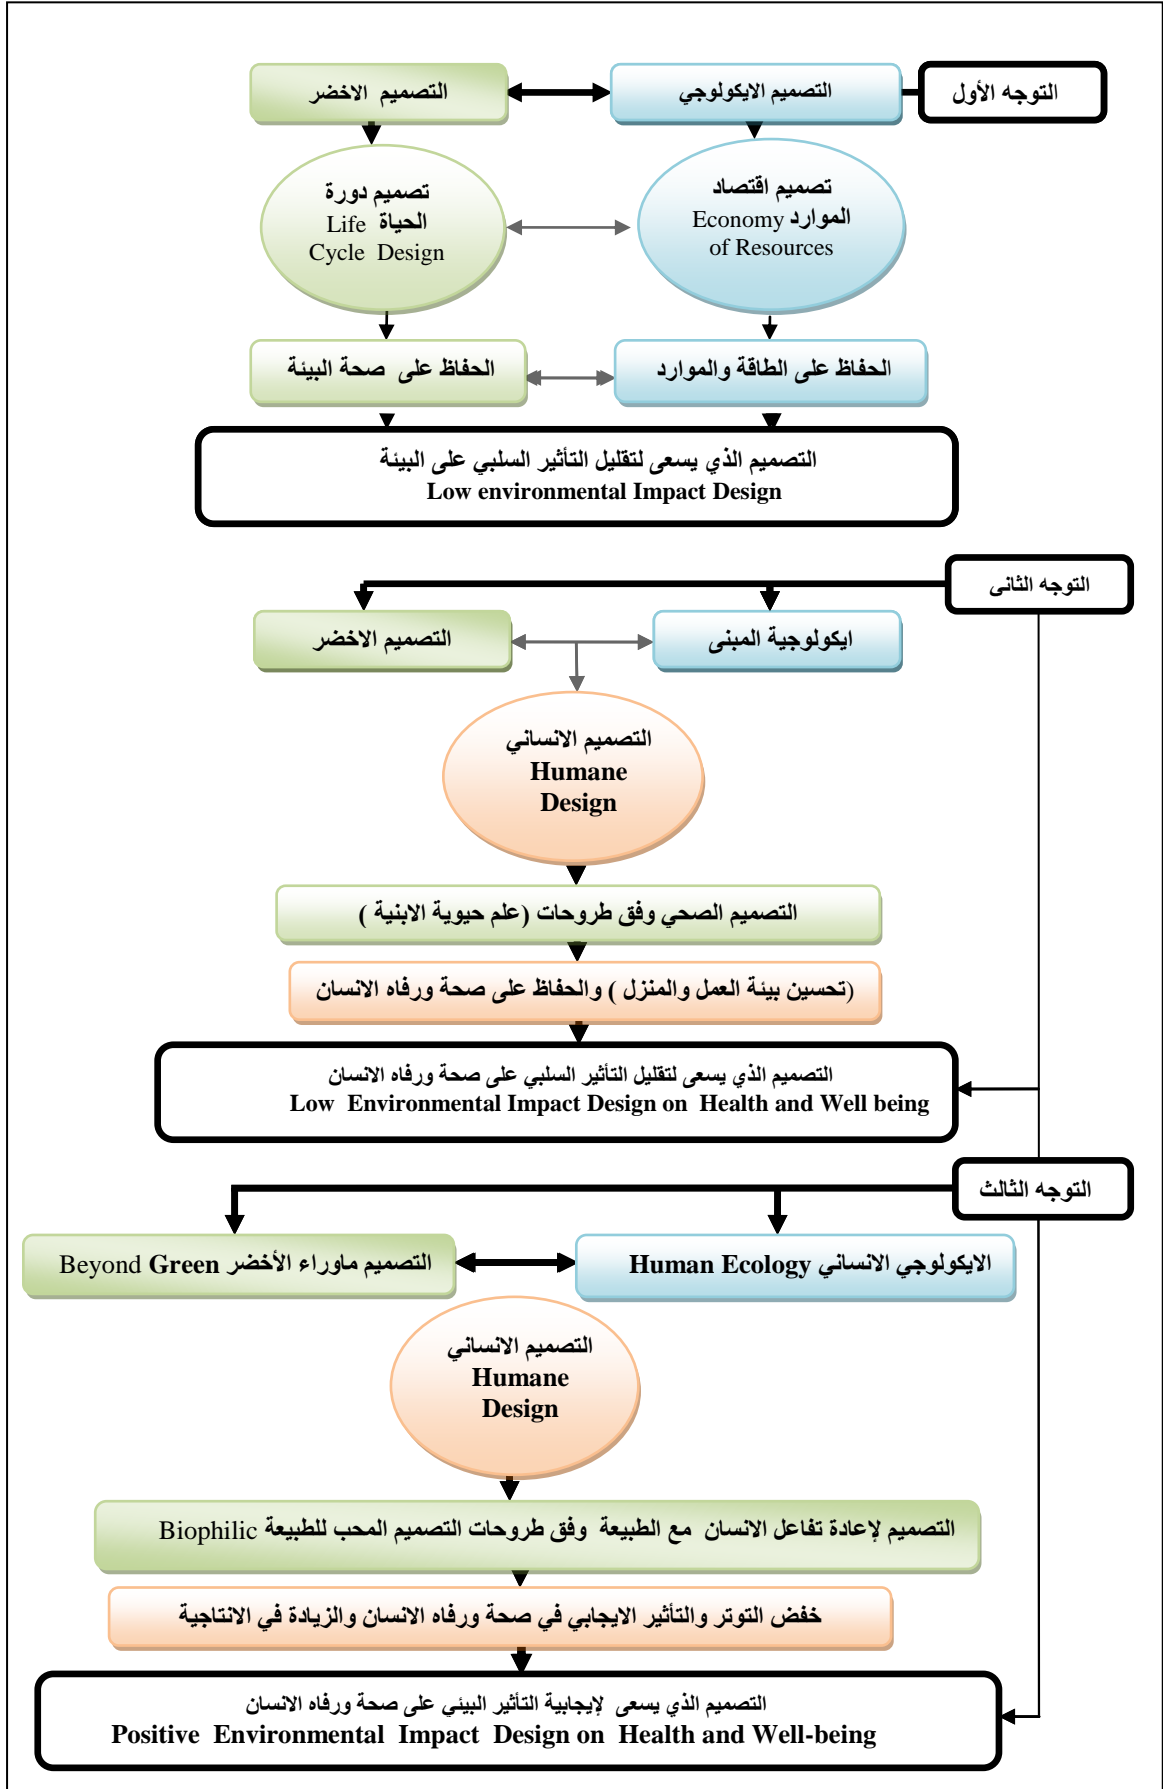 التوجه الأول
التصميم الايكولوجي
التصميم الاخضر
تصميم اقتصاد
الموارد Economy
of Resources
تصميم دورة
الحياة Life
Cycle Design
الحفاظ على الطاقة والموارد
الحفاظ على صحة البيئة
التصميم الذي يسعى لتقليل التأثير السلبي على البيئة
Low environmental Impact Design
التوجه الثانى
ايكولوجية المبنى
التصميم الاخضر
التصميم الانساني
Humane
Design
التصميم الصحي وفق طروحات (علم حيوية الابنية )
(تحسين بيئة العمل والمنزل ) والحفاظ على صحة ورفاه الانسان
التصميم الذي يسعى لتقليل التأثير السلبي على صحة ورفاه الانسان
Low Environmental Impact Design on Health and Well being
التوجه الثالث
الايكولوجي الانساني Human Ecology
التصميم ماوراء الأخضر Beyond Green
التصميم الانساني
Humane
Design
التصميم لإعادة تفاعل الانسان مع الطبيعة وفق طروحات التصميم المحب للطبيعة Biophilic
خفض التوتر والتأثير الايجابي في صحة ورفاه الانسان والزيادة في الانتاجية
التصميم الذي يسعى لإيجابية التأثير البيئي على صحة ورفاه الانسان
Positive Environmental Impact Design on Health and Well-being